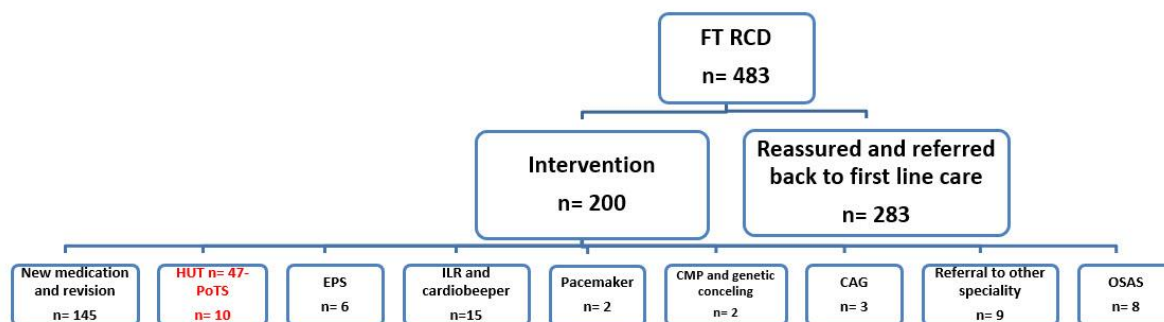 FT RCD
n= 483
Intervention
n= 200
Reassured and referred
back to first line care
n= 283
New medication
and revision
n= 145
HUT n= 47-
PoTS
n= 10
EPS
n= 6
ILR and
cardiobeeper
n=15
Pacemaker
n= 2
CMP and genetic
conceling
n= 2
CAG
n= 3
Referral to other
speciality
n= 9
OSAS
n= 8